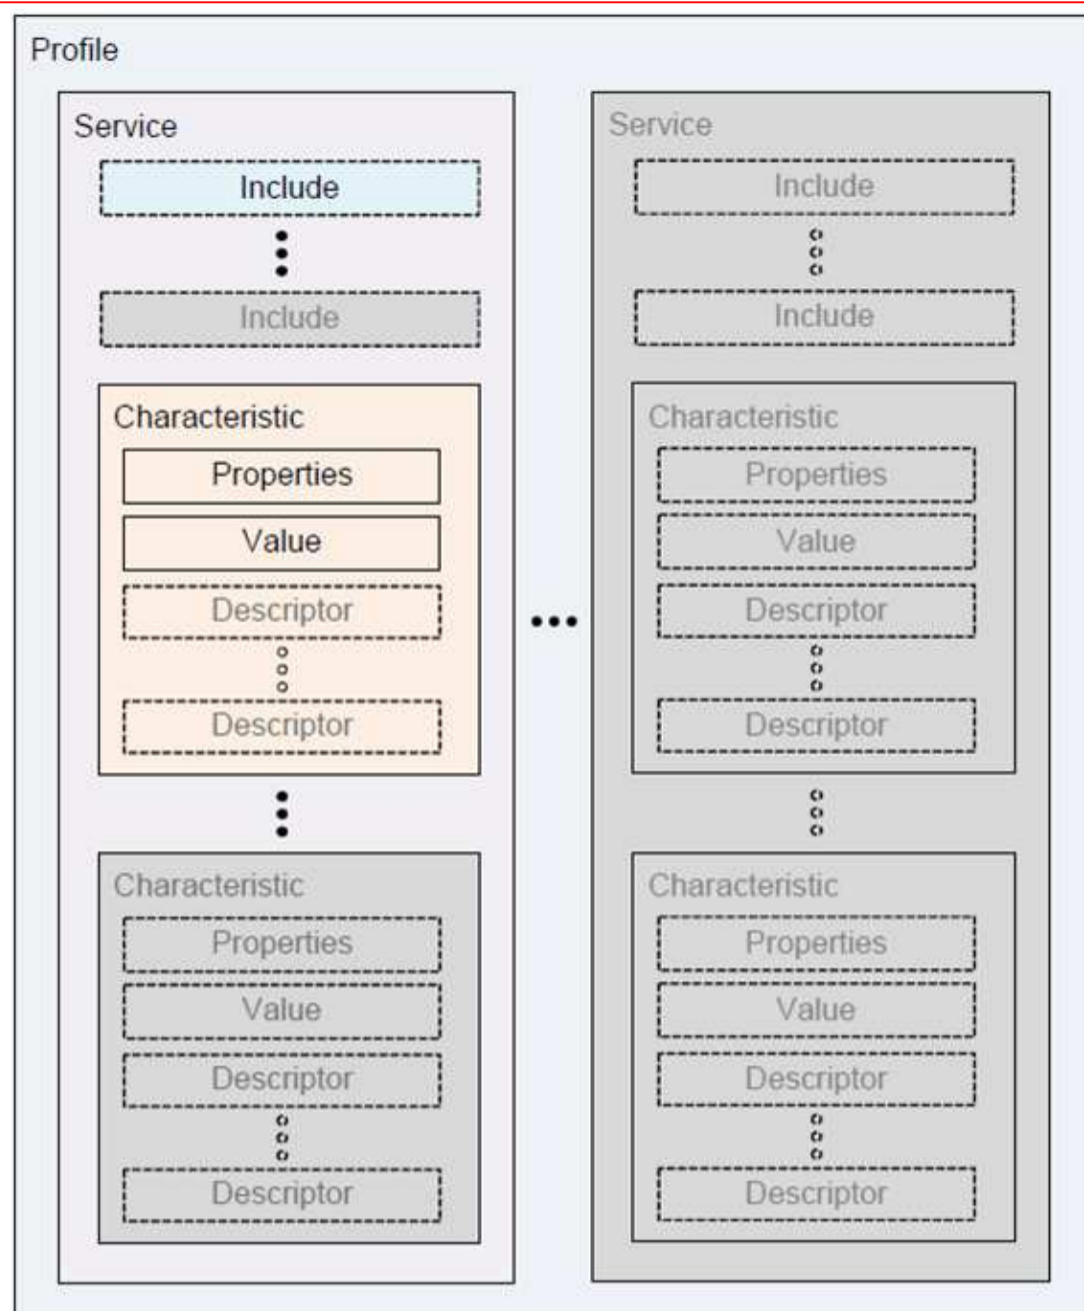 Profile
Service
Include
Include
Characteristic
Properties
Value
Descriptor
Descriptor
Characteristic
Properties
Value
Descriptor
Descriptor
Service
Include
Include
Characteristic
Properties
Value
Descriptor
Descriptor
Characteristic
Properties
Value
Descriptor
Descriptor